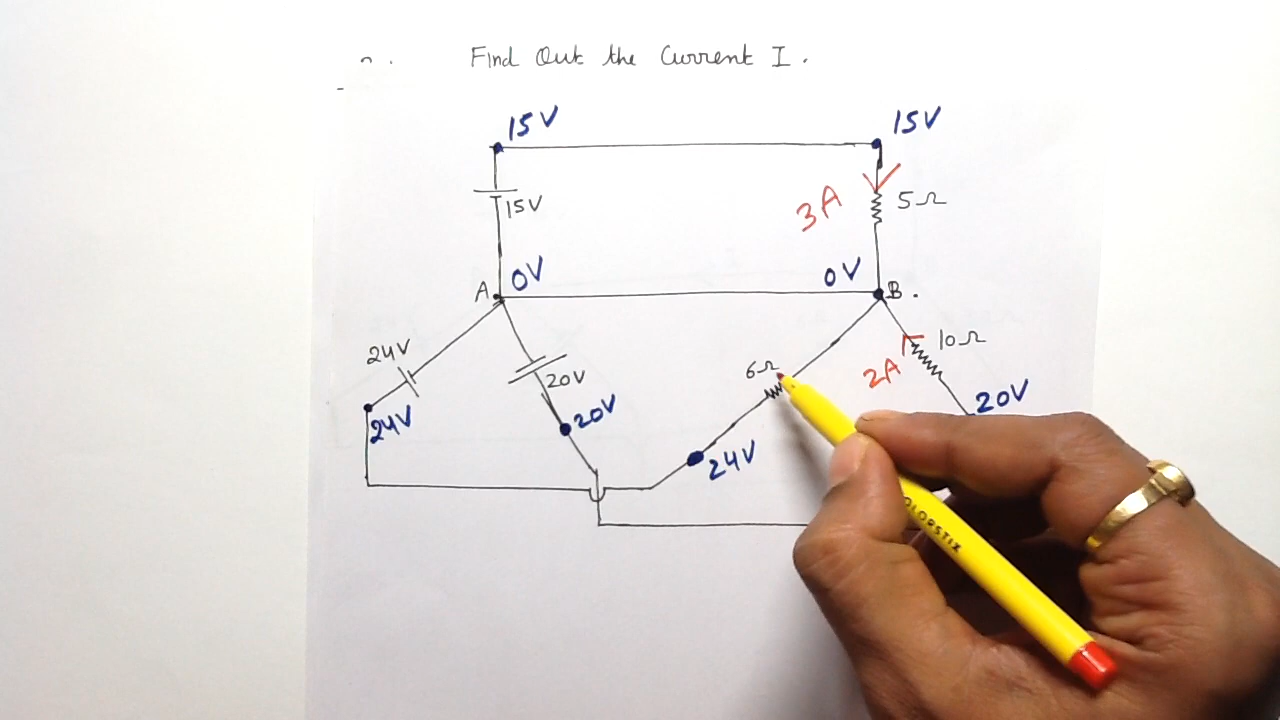 Find Out the Current I.
15V
15V
15V
3A
5Ω
A
0V
0V
B.
24V
20V
6Ω
2A
10Ω
24V
20V
24V
20V
COLORSTIX